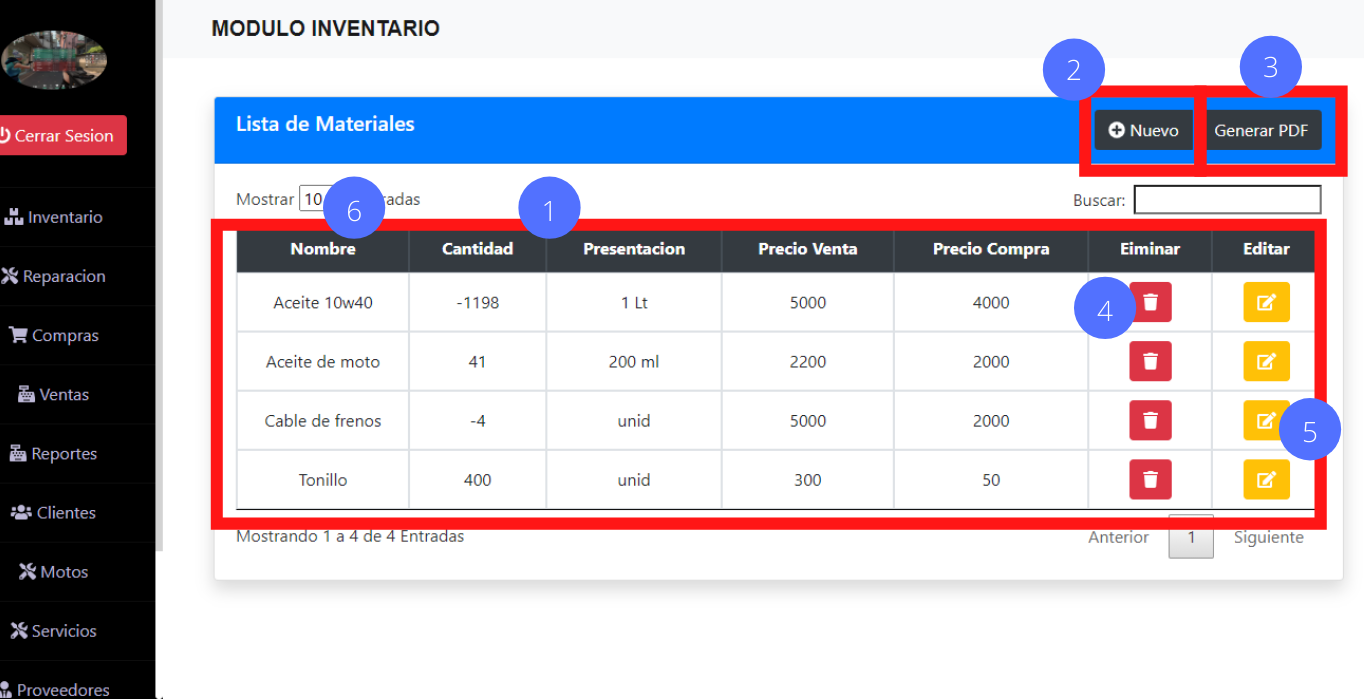 MODULO INVENTARIO
2
3
Cerrar Sesion
Lista de Materiales
Nuevo
Generar PDF
Mostrar 10 radas
Buscar:
6
1
Nombre Cantidad Presentacion Precio Venta Precio Compra Eiminar Editar
Aceite 10w40 -1198 1 Lt 5000 4000
4
Aceite de moto 41 200 ml 2200 2000
Cable de frenos -4 unid 5000 2000
5
Tonillo 400 unid 300 50
Mostrando 1 a 4 de 4 Entradas
Anterior 1 Siguiente
Inventario
Reparacion
Compras
Ventas
Reportes
Clientes
Motos
Servicios
Proveedores